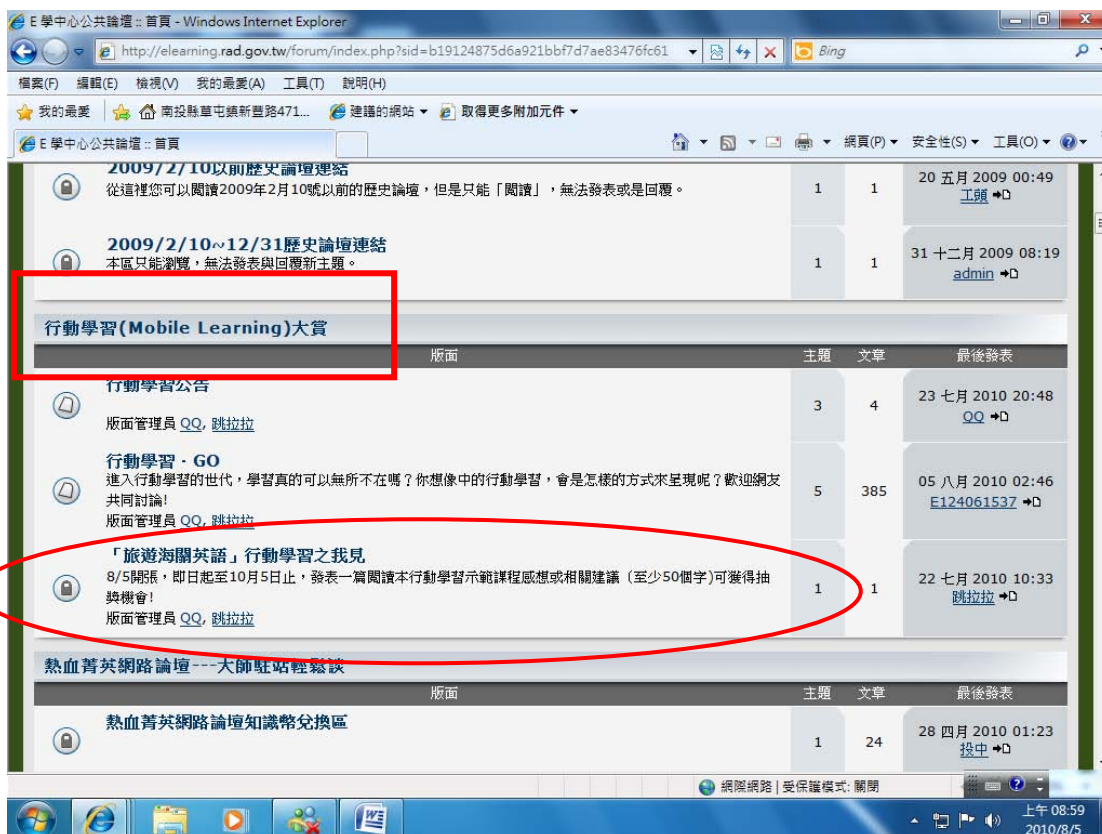 E 學中心公共論壇 :: 首頁 - Windows Internet Explorer
http://elearning.rad.gov.tw/forum/index.php?sid=b19124875d6a921bbf7d7ae83476fc61
Bing
檔案(F) 編輯(E) 檢視(V) 我的最愛(A) 工具(T) 說明(H)
我的最愛 南投縣草屯鎮新豐路471... 建議的網站 取得更多附加元件
E 學中心公共論壇 :: 首頁 網頁(P) 安全性(S) 工具(O)
2009/2/10以前歷史論壇連結
從這裡您可以閱讀2009年2月10號以前的歷史論壇,但是只能「閱讀」,無法發表或是回覆。
1 1
20 五月 2009 00:49
工頭
2009/2/10~12/31歷史論壇連結
本區只能瀏覽,無法發表與回覆新主題。
1 1
31 十二月 2009 08:19
admin
行動學習(Mobile Learning)大賞
版面 主題 文章 最後發表
行動學習公告
版面管理員 QQ, 跳拉拉
3 4
23 七月 2010 20:48
QQ
行動學習‧GO
進入行動學習的世代,學習真的可以無所不在嗎?你想像中的行動學習,會是怎樣的方式來呈現呢?歡迎網友
共同討論!
版面管理員 QQ, 跳拉拉
5 385
05 八月 2010 02:46
E124061537
「旅遊海關英語」行動學習之我見
8/5開張,即日起至10月5日止,發表一篇閱讀本行動學習示範課程感想或相關建議 (至少50個字)可獲得抽
獎機會!
版面管理員 QQ, 跳拉拉
1 1
22 七月 2010 10:33
跳拉拉
熱血菁英網路論壇---大師駐站輕鬆談
版面 主題 文章 最後發表
熱血菁英網路論壇知識幣兌換區
1 24
28 四月 2010 01:23
投中
網際網路 | 受保護模式: 關閉
上午 08:59
2010/8/5